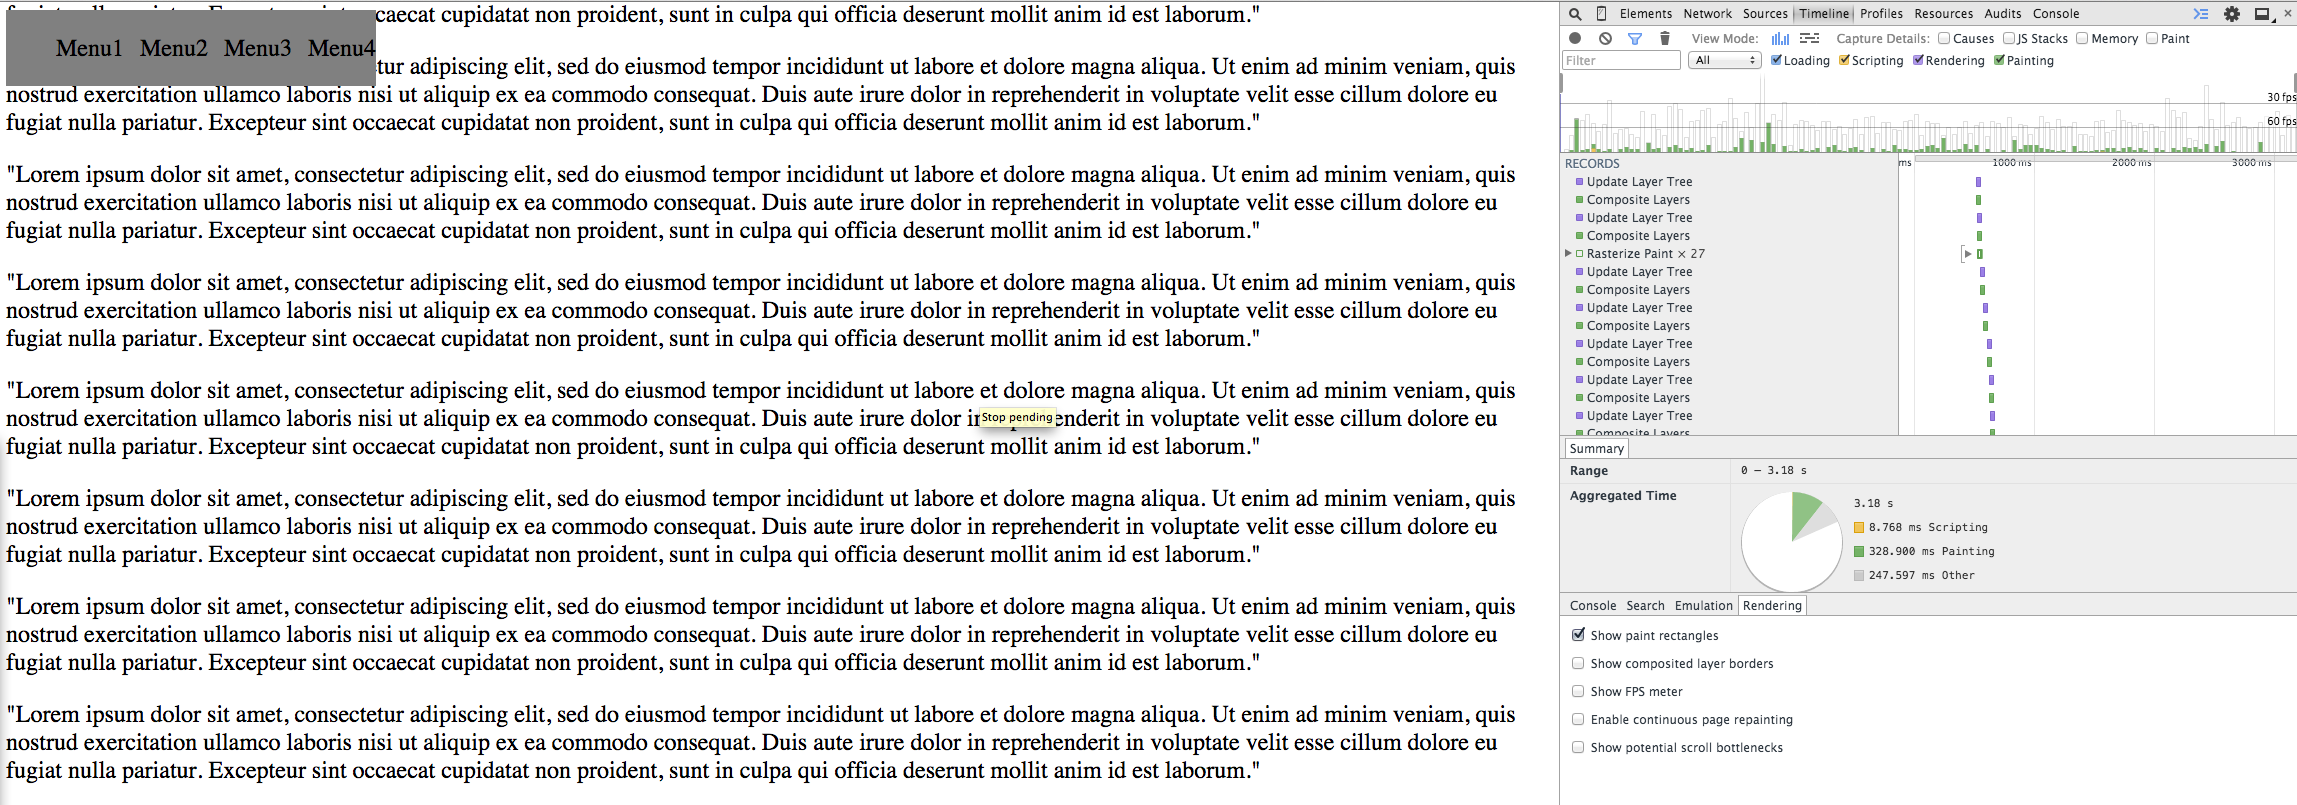 occaecat cupidatat non proident, sunt in culpa qui officia deserunt mollit anim id est laborum."
Menu1 Menu2 Menu3 Menu4
tur adipiscing elit, sed do eiusmod tempor incididunt ut labore et dolore magna aliqua. Ut enim ad minim veniam, quis
nostrud exercitation ullamco laboris nisi ut aliquip ex ea commodo consequat. Duis aute irure dolor in reprehenderit in voluptate velit esse cillum dolore eu
fugiat nulla pariatur. Excepteur sint occaecat cupidatat non proident, sunt in culpa qui officia deserunt mollit anim id est laborum."
"Lorem ipsum dolor sit amet, consectetur adipiscing elit, sed do eiusmod tempor incididunt ut labore et dolore magna aliqua. Ut enim ad minim veniam, quis
nostrud exercitation ullamco laboris nisi ut aliquip ex ea commodo consequat. Duis aute irure dolor in reprehenderit in voluptate velit esse cillum dolore eu
fugiat nulla pariatur. Excepteur sint occaecat cupidatat non proident, sunt in culpa qui officia deserunt mollit anim id est laborum."
"Lorem ipsum dolor sit amet, consectetur adipiscing elit, sed do eiusmod tempor incididunt ut labore et dolore magna aliqua. Ut enim ad minim veniam, quis
nostrud exercitation ullamco laboris nisi ut aliquip ex ea commodo consequat. Duis aute irure dolor in reprehenderit in voluptate velit esse cillum dolore eu
fugiat nulla pariatur. Excepteur sint occaecat cupidatat non proident, sunt in culpa qui officia deserunt mollit anim id est laborum."
"Lorem ipsum dolor sit amet, consectetur adipiscing elit, sed do eiusmod tempor incididunt ut labore et dolore magna aliqua. Ut enim ad minim veniam, quis
nostrud exercitation ullamco laboris nisi ut aliquip ex ea commodo consequat. Duis aute irure dolor in Stop pending enderit in voluptate velit esse cillum dolore eu
fugiat nulla pariatur. Excepteur sint occaecat cupidatat non proident, sunt in culpa qui officia deserunt mollit anim id est laborum."
"Lorem ipsum dolor sit amet, consectetur adipiscing elit, sed do eiusmod tempor incididunt ut labore et dolore magna aliqua. Ut enim ad minim veniam, quis
nostrud exercitation ullamco laboris nisi ut aliquip ex ea commodo consequat. Duis aute irure dolor in reprehenderit in voluptate velit esse cillum dolore eu
fugiat nulla pariatur. Excepteur sint occaecat cupidatat non proident, sunt in culpa qui officia deserunt mollit anim id est laborum."
"Lorem ipsum dolor sit amet, consectetur adipiscing elit, sed do eiusmod tempor incididunt ut labore et dolore magna aliqua. Ut enim ad minim veniam, quis
nostrud exercitation ullamco laboris nisi ut aliquip ex ea commodo consequat. Duis aute irure dolor in reprehenderit in voluptate velit esse cillum dolore eu
fugiat nulla pariatur. Excepteur sint occaecat cupidatat non proident, sunt in culpa qui officia deserunt mollit anim id est laborum."
"Lorem ipsum dolor sit amet, consectetur adipiscing elit, sed do eiusmod tempor incididunt ut labore et dolore magna aliqua. Ut enim ad minim veniam, quis
nostrud exercitation ullamco laboris nisi ut aliquip ex ea commodo consequat. Duis aute irure dolor in reprehenderit in voluptate velit esse cillum dolore eu
fugiat nulla pariatur. Excepteur sint occaecat cupidatat non proident, sunt in culpa qui officia deserunt mollit anim id est laborum."
Elements Network Sources Timeline Profiles Resources Audits Console
View Mode: Capture Details: Causes JS Stacks Memory Paint
Filter All Loading Scripting Rendering Painting
30 fps
60 fps
RECORDS ms 1000 ms 2000 ms 3000 ms
Update Layer Tree
Composite Layers
Update Layer Tree
Composite Layers
Rasterize Paint × 27
Update Layer Tree
Composite Layers
Update Layer Tree
Composite Layers
Update Layer Tree
Composite Layers
Update Layer Tree
Composite Layers
Update Layer Tree
Composite Layers
Summary
Range 0 – 3.18 s
Aggregated Time
3.18 s
8.768 ms Scripting
328.900 ms Painting
247.597 ms Other
Console Search Emulation Rendering
Show paint rectangles
Show composited layer borders
Show FPS meter
Enable continuous page repainting
Show potential scroll bottlenecks